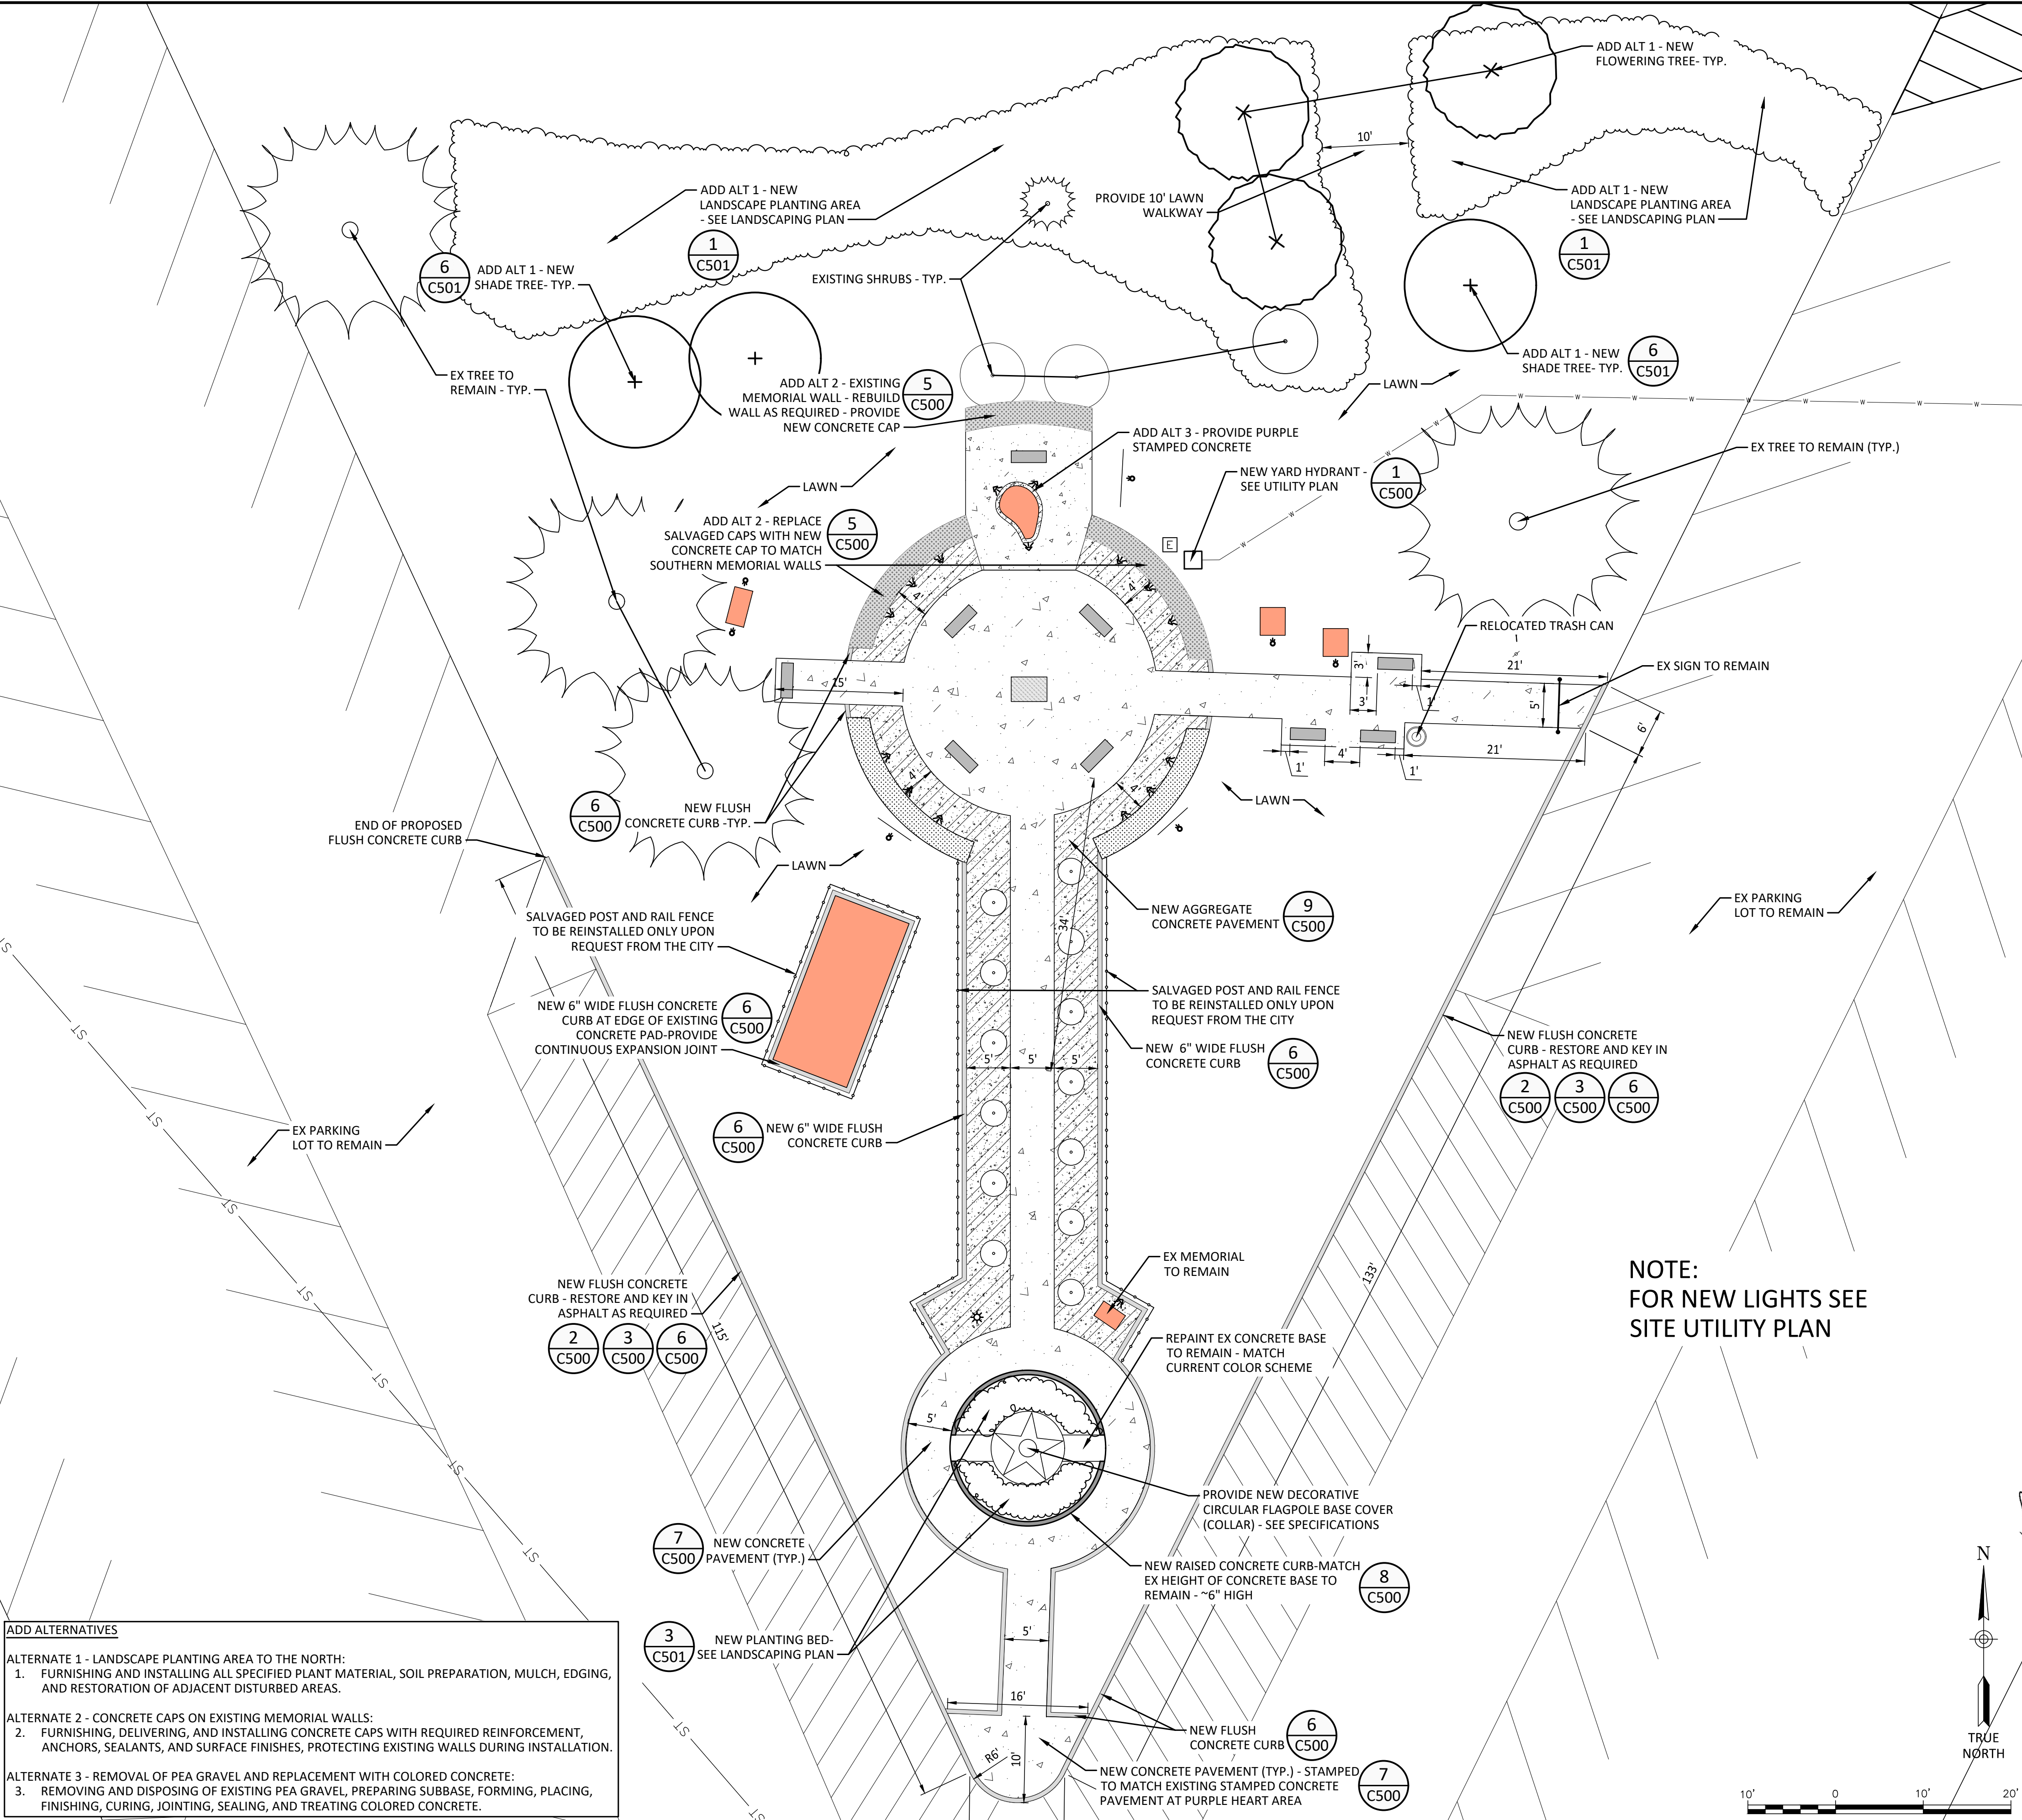 ADD ALT 1 - NEW
FLOWERING TREE- TYP.
10'
ADD ALT 1 - NEW
LANDSCAPE PLANTING AREA
- SEE LANDSCAPING PLAN
1
C501
PROVIDE 10' LAWN
WALKWAY
ADD ALT 1 - NEW
LANDSCAPE PLANTING AREA
- SEE LANDSCAPING PLAN
1
C501
6
C501
ADD ALT 1 - NEW
SHADE TREE- TYP.
EXISTING SHRUBS - TYP.
EX TREE TO
REMAIN - TYP.
ADD ALT 1 - NEW
SHADE TREE- TYP.
6
C501
ADD ALT 2 - EXISTING
MEMORIAL WALL - REBUILD
WALL AS REQUIRED - PROVIDE
NEW CONCRETE CAP
5
C500
LAWN
W W W W W W W W W
W
W
W
W
ADD ALT 3 - PROVIDE PURPLE
STAMPED CONCRETE
EX TREE TO REMAIN (TYP.)
NEW YARD HYDRANT -
SEE UTILITY PLAN
1
C500
LAWN
ADD ALT 2 - REPLACE
SALVAGED CAPS WITH NEW
CONCRETE CAP TO MATCH
SOUTHERN MEMORIAL WALLS
5
C500
E
4'
4'
RELOCATED TRASH CAN
15'
3'
3'
1'
21'
EX SIGN TO REMAIN
5'
6'
1'
4'
1'
21'
4'
4'
LAWN
6
C500
NEW FLUSH
CONCRETE CURB -TYP.
END OF PROPOSED
FLUSH CONCRETE CURB
LAWN
NEW AGGREGATE
CONCRETE PAVEMENT
9
C500
34'
EX PARKING
LOT TO REMAIN
SALVAGED POST AND RAIL FENCE
TO BE REINSTALLED ONLY UPON
REQUEST FROM THE CITY
SALVAGED POST AND RAIL FENCE
TO BE REINSTALLED ONLY UPON
REQUEST FROM THE CITY
NEW 6" WIDE FLUSH CONCRETE
CURB AT EDGE OF EXISTING
CONCRETE PAD-PROVIDE
CONTINUOUS EXPANSION JOINT
6
C500
5' 5' 5'
NEW 6" WIDE FLUSH
CONCRETE CURB
6
C500
NEW FLUSH CONCRETE
CURB - RESTORE AND KEY IN
ASPHALT AS REQUIRED
2
C500
3
C500
6
C500
EX PARKING
LOT TO REMAIN
6
C500
NEW 6" WIDE FLUSH
CONCRETE CURB
EX MEMORIAL
TO REMAIN
133'
NOTE:
FOR NEW LIGHTS SEE
SITE UTILITY PLAN
NEW FLUSH CONCRETE
CURB - RESTORE AND KEY IN
ASPHALT AS REQUIRED
2
C500
3
C500
6
C500
115'
REPAINT EX CONCRETE BASE
TO REMAIN - MATCH
CURRENT COLOR SCHEME
5'
ST
ST
ST
ST
ST
ST
ST
ST
ST
ST
PROVIDE NEW DECORATIVE
CIRCULAR FLAGPOLE BASE COVER
(COLLAR) - SEE SPECIFICATIONS
7
C500
NEW CONCRETE
PAVEMENT (TYP.)
NEW RAISED CONCRETE CURB-MATCH
EX HEIGHT OF CONCRETE BASE TO
REMAIN - ~6" HIGH
8
C500
3
C501
NEW PLANTING BED-
SEE LANDSCAPING PLAN
5'
16'
R6'
10'
NEW FLUSH
CONCRETE CURB
6
C500
NEW CONCRETE PAVEMENT (TYP.) - STAMPED
TO MATCH EXISTING STAMPED CONCRETE
PAVEMENT AT PURPLE HEART AREA
7
C500
N
TRUE
NORTH
10' 0 10' 20'
ADD ALTERNATIVES
ALTERNATE 1 - LANDSCAPE PLANTING AREA TO THE NORTH:
1. FURNISHING AND INSTALLING ALL SPECIFIED PLANT MATERIAL, SOIL PREPARATION, MULCH, EDGING,
AND RESTORATION OF ADJACENT DISTURBED AREAS.
ALTERNATE 2 - CONCRETE CAPS ON EXISTING MEMORIAL WALLS:
2. FURNISHING, DELIVERING, AND INSTALLING CONCRETE CAPS WITH REQUIRED REINFORCEMENT,
ANCHORS, SEALANTS, AND SURFACE FINISHES, PROTECTING EXISTING WALLS DURING INSTALLATION.
ALTERNATE 3 - REMOVAL OF PEA GRAVEL AND REPLACEMENT WITH COLORED CONCRETE:
3. REMOVING AND DISPOSING OF EXISTING PEA GRAVEL, PREPARING SUBBASE, FORMING, PLACING,
FINISHING, CURING, JOINTING, SEALING, AND TREATING COLORED CONCRETE.